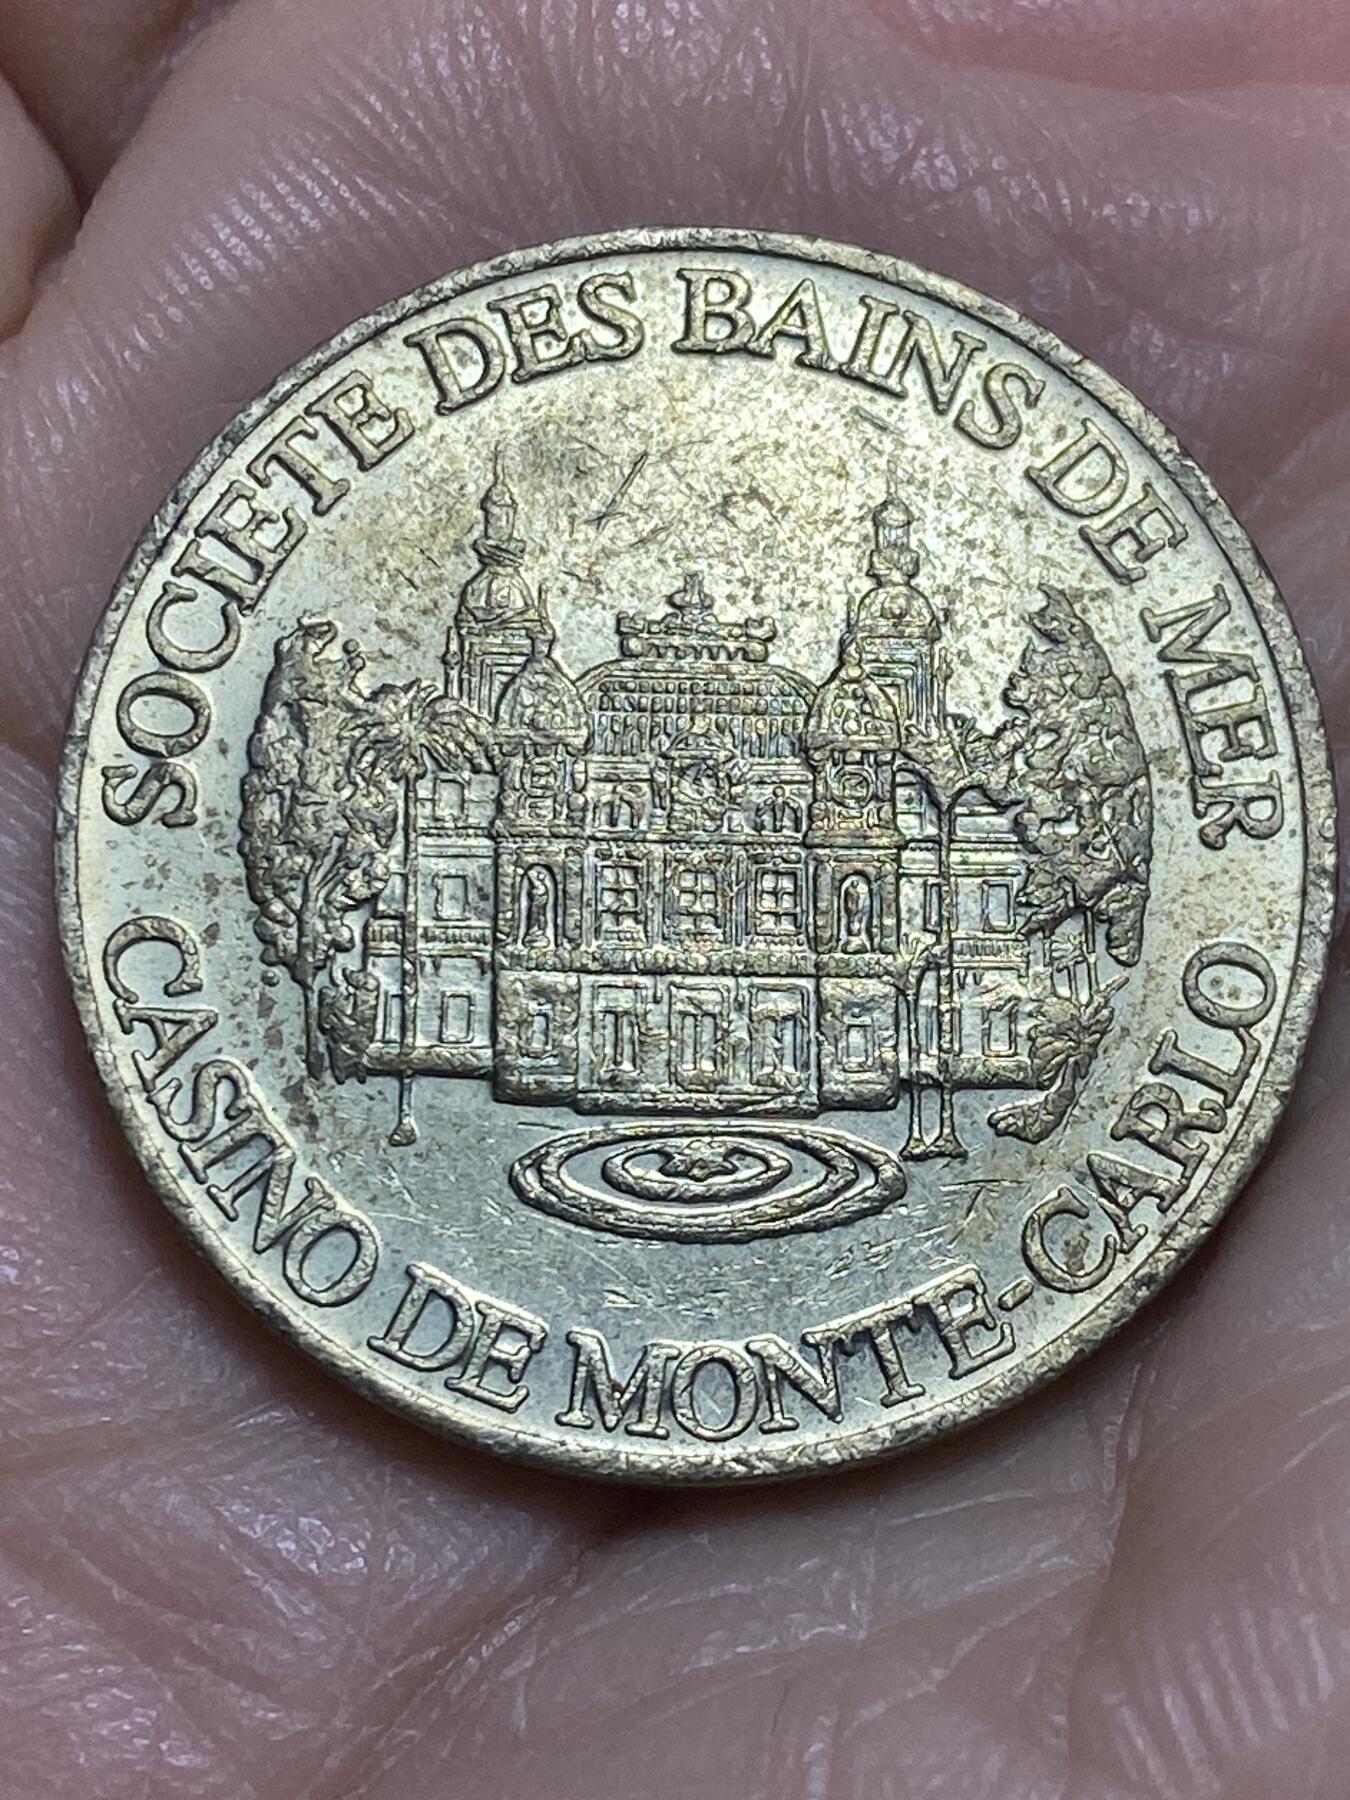 SOCIETE DES BAINS DE MER
CASINO DE MONTE-CARLO